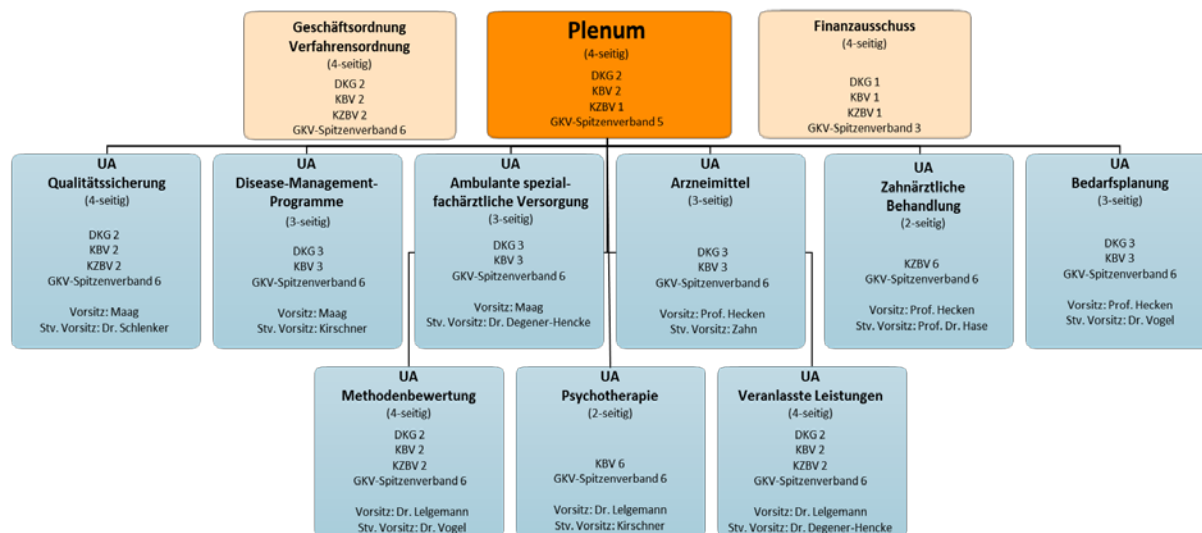 Geschäftsordnung
Verfahrensordnung
(4-seitig)
DKG 2
KBV 2
KZBV 2
GKV-Spitzenverband 6
Plenum
(4-seitig)
DKG 2
KBV 2
KZBV 1
GKV-Spitzenverband 5
Finanzausschuss
(4-seitig)
DKG 1
KBV 1
KZBV 1
GKV-Spitzenverband 3
UA
Qualitätssicherung
(4-seitig)
DKG 2
KBV 2
KZBV 2
GKV-Spitzenverband 6
Vorsitz: Maag
Stv. Vorsitz: Dr. Schlenker
UA
Disease-Management-
Programme
(3-seitig)
DKG 3
KBV 3
GKV-Spitzenverband 6
Vorsitz: Maag
Stv. Vorsitz: Kirschner
UA
Ambulante spezial-
fachärztliche Versorgung
(3-seitig)
DKG 3
KBV 3
GKV-Spitzenverband 6
Vorsitz: Maag
Stv. Vorsitz: Dr. Degener-Hencke
UA
Arzneimittel
(3-seitig)
DKG 3
KBV 3
GKV-Spitzenverband 6
Vorsitz: Prof. Hecken
Stv. Vorsitz: Zahn
UA
Zahnärztliche
Behandlung
(2-seitig)
KZBV 6
GKV-Spitzenverband 6
Vorsitz: Prof. Hecken
Stv. Vorsitz: Prof. Dr. Hase
UA
Bedarfsplanung
(3-seitig)
DKG 3
KBV 3
GKV-Spitzenverband 6
Vorsitz: Prof. Hecken
Stv. Vorsitz: Dr. Vogel
UA
Methodenbewertung
(4-seitig)
DKG 2
KBV 2
KZBV 2
GKV-Spitzenverband 6
Vorsitz: Dr. Lelgemann
Stv. Vorsitz: Dr. Vogel
UA
Psychotherapie
(2-seitig)
KBV 6
GKV-Spitzenverband 6
Vorsitz: Dr. Lelgemann
Stv. Vorsitz: Kirschner
UA
Veranlasste Leistungen
(4-seitig)
DKG 2
KBV 2
KZBV 2
GKV-Spitzenverband 6
Vorsitz: Dr. Lelgemann
Stv. Vorsitz: Dr. Degener-Hencke